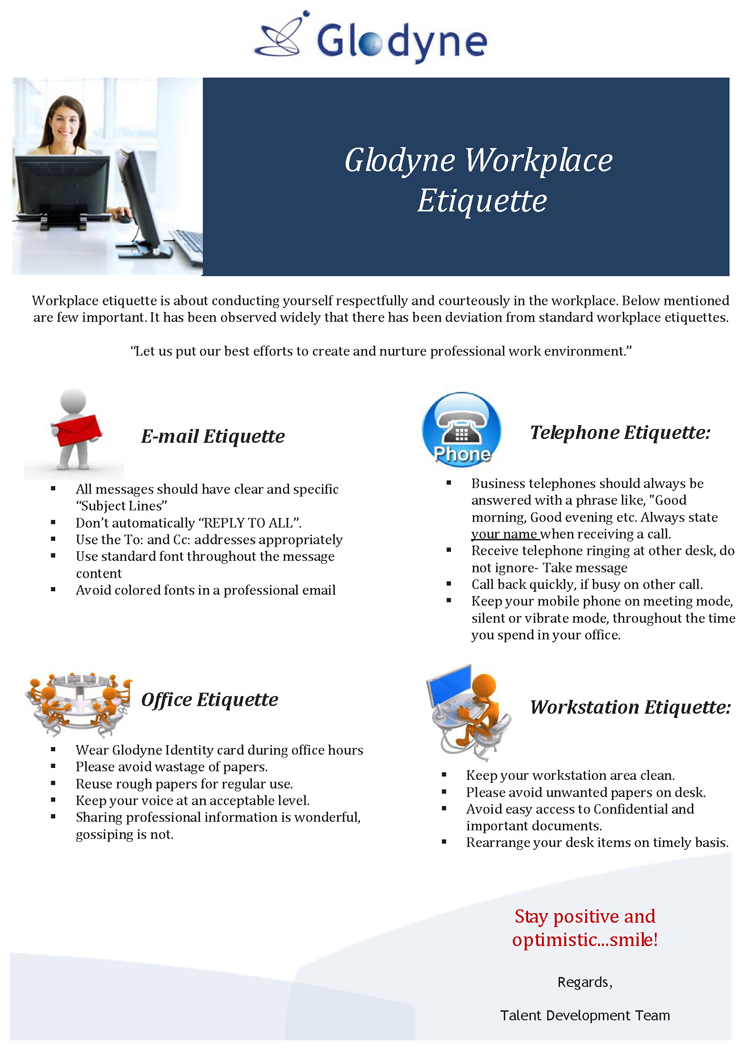 Glodyne
Glodyne Workplace
Etiquette
Workplace etiquette is about conducting yourself respectfully and courteously in the workplace. Below mentioned
are few important. It has been observed widely that there has been deviation from standard workplace etiquettes.
“Let us put our best efforts to create and nurture professional work environment.”
E-mail Etiquette
▪ All messages should have clear and specific
“Subject Lines”
▪ Don’t automatically “REPLY TO ALL”.
▪ Use the To: and Cc: addresses appropriately
▪ Use standard font throughout the message
content
▪ Avoid colored fonts in a professional email
Phone
Telephone Etiquette:
▪ Business telephones should always be
answered with a phrase like, "Good
morning, Good evening etc. Always state
your name when receiving a call.
▪ Receive telephone ringing at other desk, do
not ignore- Take message
▪ Call back quickly, if busy on other call.
▪ Keep your mobile phone on meeting mode,
silent or vibrate mode, throughout the time
you spend in your office.
Office Etiquette
▪ Wear Glodyne Identity card during office hours
▪ Please avoid wastage of papers.
▪ Reuse rough papers for regular use.
▪ Keep your voice at an acceptable level.
▪ Sharing professional information is wonderful,
gossiping is not.
Workstation Etiquette:
▪ Keep your workstation area clean.
▪ Please avoid unwanted papers on desk.
▪ Avoid easy access to Confidential and
important documents.
▪ Rearrange your desk items on timely basis.
Stay positive and
optimistic...smile!
Regards,
Talent Development Team